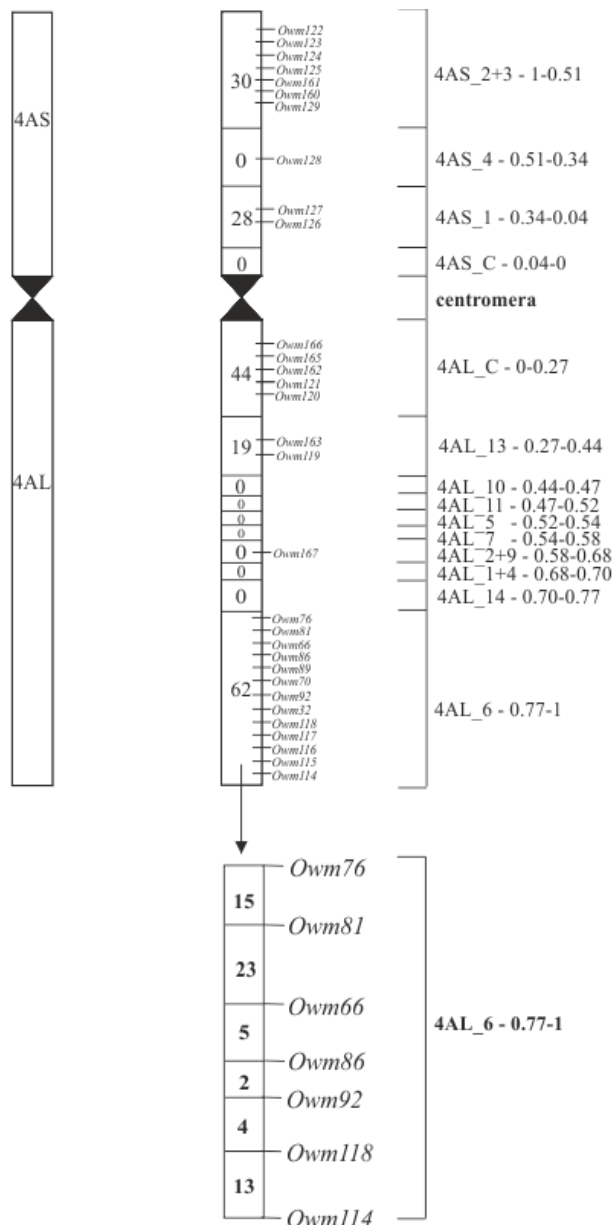 4AS
4AL
30
0
28
0
44
19
0
0
0
0
0
0
0
62
Owm122
Owm123
Owm124
Owm125
Owm161
Owm160
Owm129
Owm128
Owm127
Owm126
Owm166
Owm165
Owm162
Owm121
Owm120
Owm163
Owm119
Owm167
Owm76
Owm81
Owm66
Owm86
Owm89
Owm70
Owm92
Owm32
Owm118
Owm117
Owm116
Owm115
Owm114
4AS_2+3 - 1-0.51
4AS_4 - 0.51-0.34
4AS_1 - 0.34-0.04
4AS_C - 0.04-0
centromera
4AL_C - 0-0.27
4AL_13 - 0.27-0.44
4AL_10 - 0.44-0.47
4AL_11 - 0.47-0.52
4AL_5 - 0.52-0.54
4AL_7 - 0.54-0.58
4AL_2+9 - 0.58-0.68
4AL_1+4 - 0.68-0.70
4AL_14 - 0.70-0.77
4AL_6 - 0.77-1
15
23
5
2
4
13
Owm76
Owm81
Owm66
Owm86
Owm92
Owm118
Owm114
4AL_6 - 0.77-1